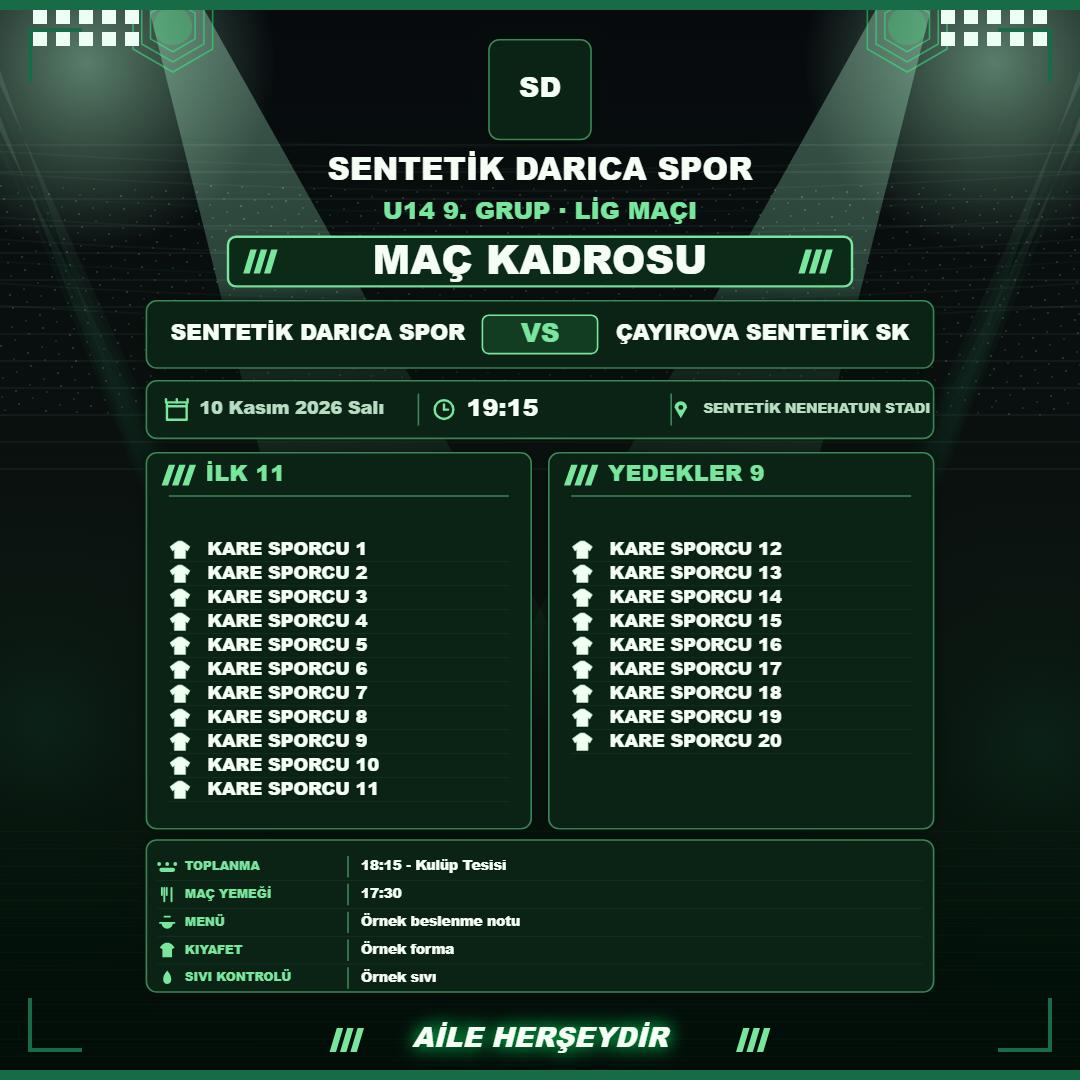 SD
SENTETİK DARICA SPOR
U14 9. GRUP · LİG MAÇI
MAÇ KADROSU
SENTETİK DARICA SPOR VS ÇAYIROVA SENTETİK SK
10 Kasım 2026 Salı 19:15 SENTETİK NENEHATUN STADI
İLK 11
KARE SPORCU 1
KARE SPORCU 2
KARE SPORCU 3
KARE SPORCU 4
KARE SPORCU 5
KARE SPORCU 6
KARE SPORCU 7
KARE SPORCU 8
KARE SPORCU 9
KARE SPORCU 10
KARE SPORCU 11
YEDEKLER 9
KARE SPORCU 12
KARE SPORCU 13
KARE SPORCU 14
KARE SPORCU 15
KARE SPORCU 16
KARE SPORCU 17
KARE SPORCU 18
KARE SPORCU 19
KARE SPORCU 20
TOPLANMA 18:15 - Kulüp Tesisi
MAÇ YEMEĞİ 17:30
MENÜ Örnek beslenme notu
KIYAFET Örnek forma
SIVI KONTROLÜ Örnek sıvı
AİLE HERŞEYDİR